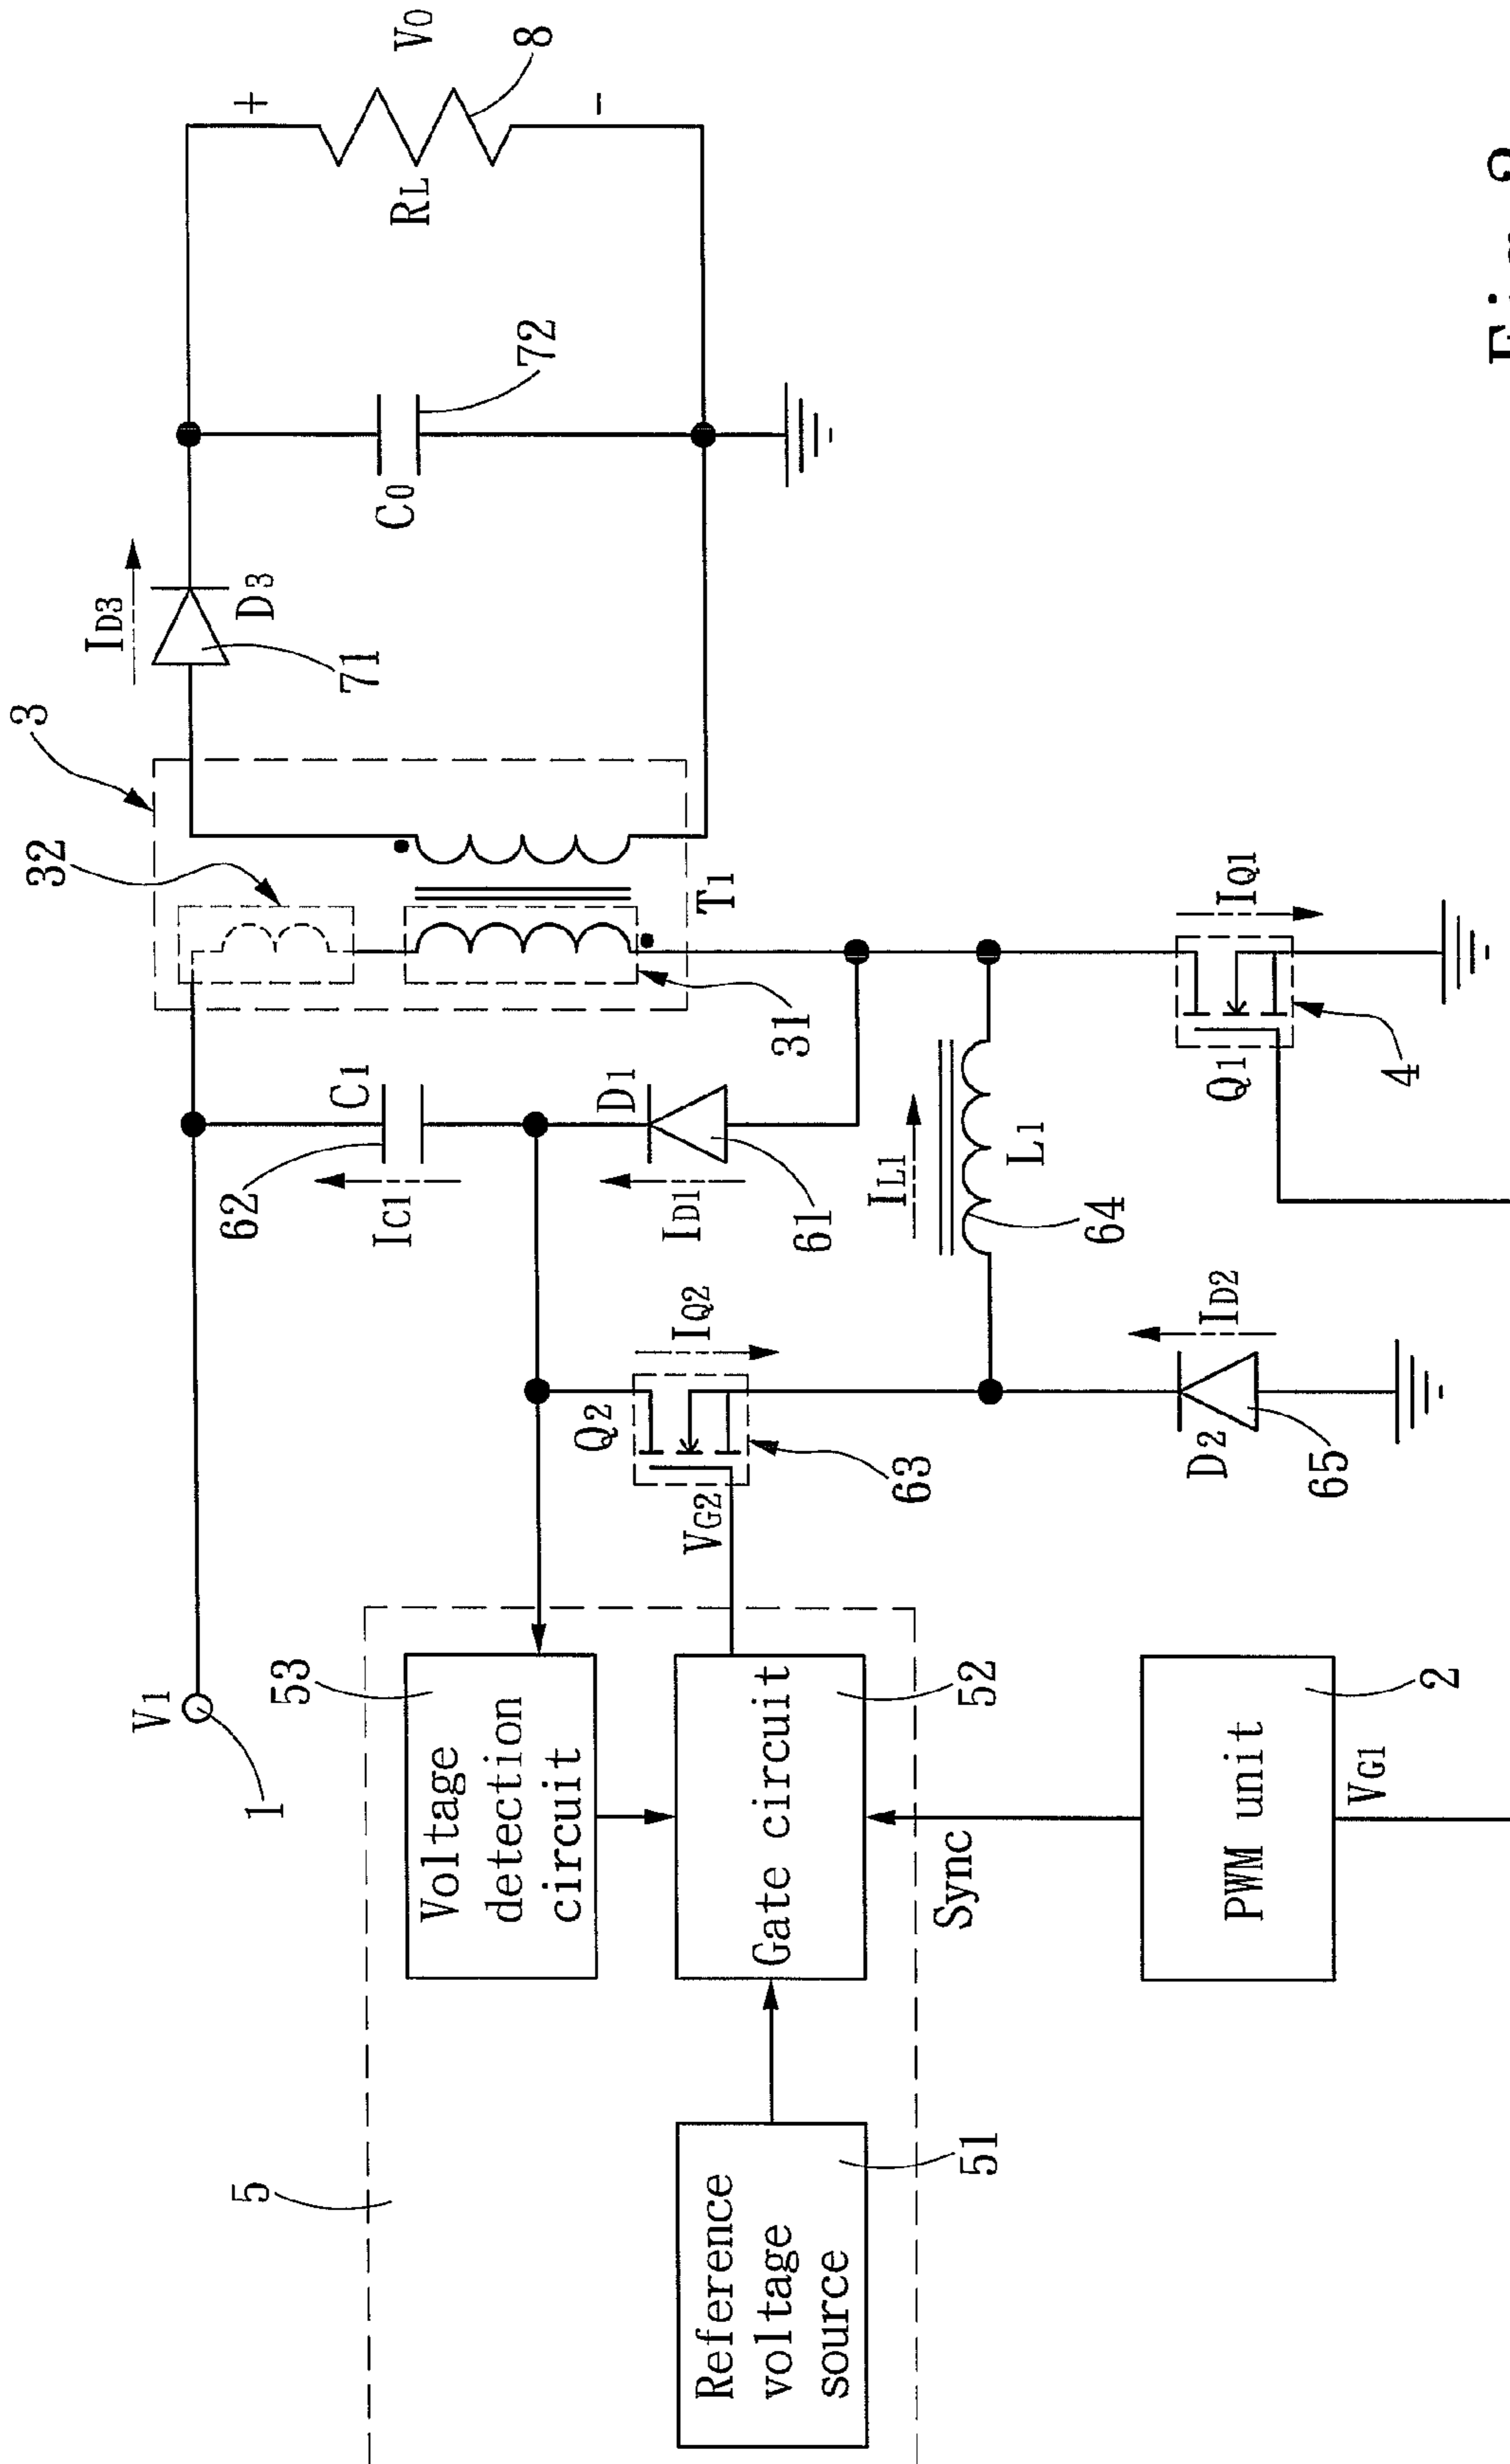 3
32
ID3
+
VO
8
71
D3
C0
72
RL
-
T1
31
V1
1
62
C1
IC1
D1
ID1
61
IL1
L1
64
IQ1
Q1
4
IQ2
Q2
63
VG2
ID2
D2
65
5
53
Voltage
detection
circuit
Gate circuit
52
Reference
voltage
source
51
Sync
PWM unit
2
VG1